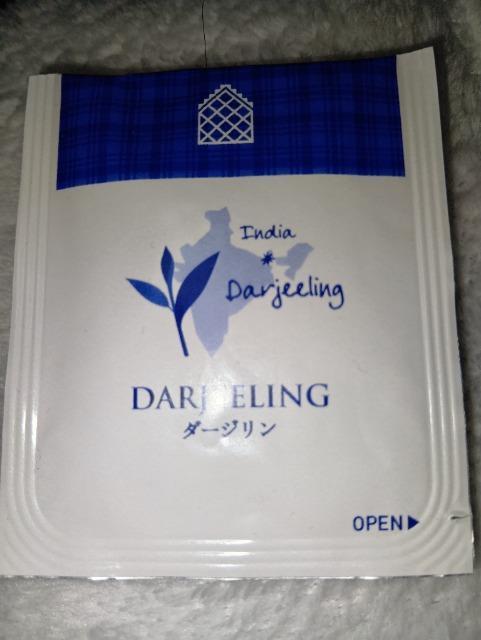 India
*
Darjeeling
DARJEELING
ダージリン
OPEN▶